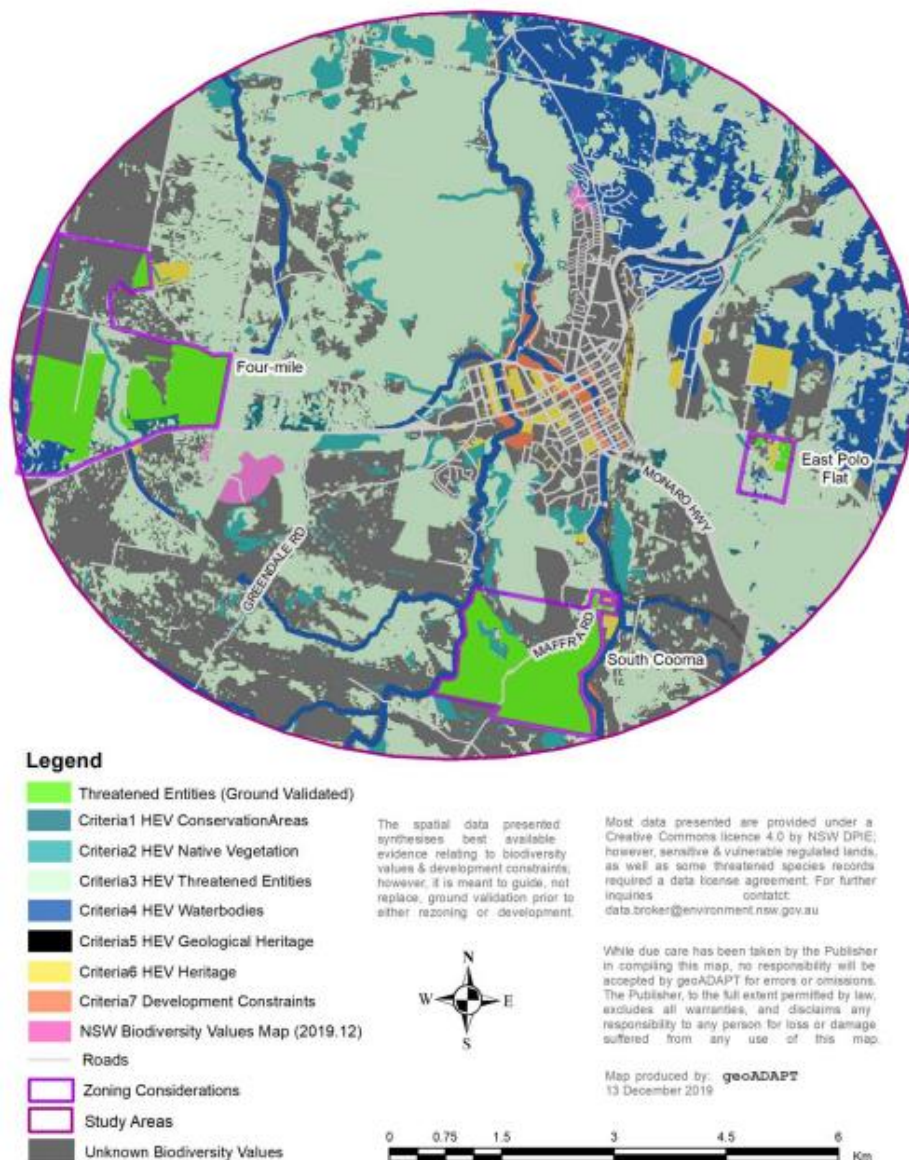 Four-mile
East Polo
Flat
MONARO HWY
GREENDALE RD
MAFFRA RD
South Cooma
Legend
Threatened Entities (Ground Validated)
Criteria1 HEV ConservationAreas
Criteria2 HEV Native Vegetation
Criteria3 HEV Threatened Entities
Criteria4 HEV Waterbodies
Criteria5 HEV Geological Heritage
Criteria6 HEV Heritage
Criteria7 Development Constraints
NSW Biodiversity Values Map (2019.12)
Roads
Zoning Considerations
Study Areas
Unknown Biodiversity Values
The spatial data presented
synthesises best available
evidence relating to biodiversity
values & development constraints;
however, it is meant to guide, not
replace, ground validation prior to
either rezoning or development.
N
W E
S
Most data presented are provided under a
Creative Commons licence 4.0 by NSW DPIE;
however, sensitive & vulnerable regulated lands,
as well as some threatened species records
required a data license agreement. For further
inquiries contatct:
data.broker@environment.nsw.gov.au
While due care has been taken by the Publisher
in compiling this map, no responsibility will be
accepted by geoADAPT for errors or omissions.
The Publisher, to the full extent permitted by law,
excludes all warranties, and disclaims any
responsibility to any person for loss or damage
suffered from any use of this map.
Map produced by: geoADAPT
13 December 2019
0 0.75 1.5 3 4.5 6
Km